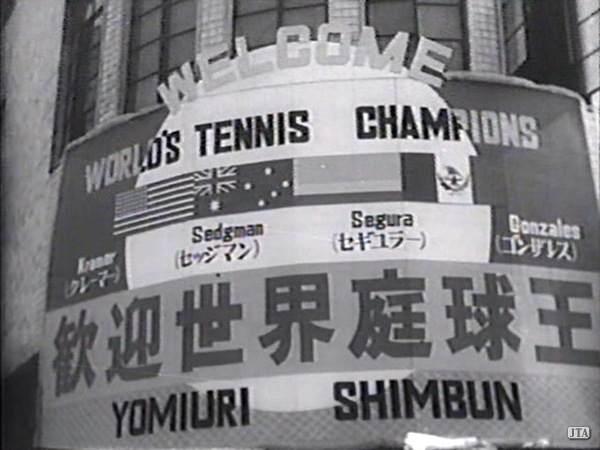 WELCOME
WORLD'S TENNIS CHAMPIONS
Kramer Sedgman Segura Gonzales
(クレーマー) (セッジマン) (セギュラー) (ゴンザレス)
歓迎世界庭球王
YOMIURI SHIMBUN
JTA